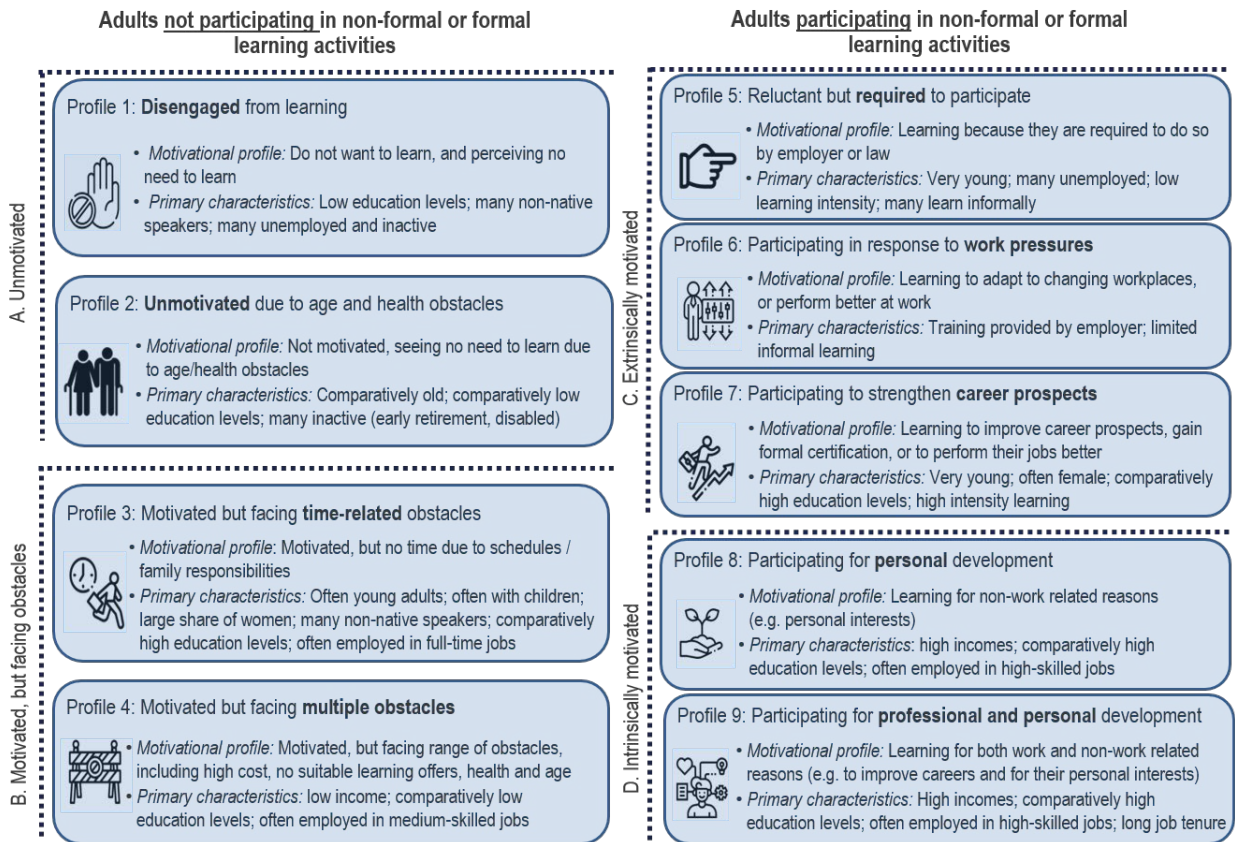 Adults not participating in non-formal or formal
learning activities
A. Unmotivated
Profile 1: Disengaged from learning
• Motivational profile: Do not want to learn, and perceiving no
need to learn
• Primary characteristics: Low education levels; many non-native
speakers; many unemployed and inactive
Profile 2: Unmotivated due to age and health obstacles
• Motivational profile: Not motivated, seeing no need to learn due
to age/health obstacles
• Primary characteristics: Comparatively old; comparatively low
education levels; many inactive (early retirement, disabled)
B. Motivated, but facing obstacles
Profile 3: Motivated but facing time-related obstacles
• Motivational profile: Motivated, but no time due to schedules /
family responsibilities
• Primary characteristics: Often young adults; often with children;
large share of women; many non-native speakers; comparatively
high education levels; often employed in full-time jobs
Profile 4: Motivated but facing multiple obstacles
• Motivational profile: Motivated, but facing range of obstacles,
including high cost, no suitable learning offers, health and age
• Primary characteristics: low income; comparatively low
education levels; often employed in medium-skilled jobs
Adults participating in non-formal or formal
learning activities
C. Extrinsically motivated
Profile 5: Reluctant but required to participate
• Motivational profile: Learning because they are required to do so
by employer or law
• Primary characteristics: Very young; many unemployed; low
learning intensity; many learn informally
Profile 6: Participating in response to work pressures
• Motivational profile: Learning to adapt to changing workplaces,
or perform better at work
• Primary characteristics: Training provided by employer; limited
informal learning
Profile 7: Participating to strengthen career prospects
• Motivational profile: Learning to improve career prospects, gain
formal certification, or to perform their jobs better
• Primary characteristics: Very young; often female; comparatively
high education levels; high intensity learning
D. Intrinsically motivated
Profile 8: Participating for personal development
• Motivational profile: Learning for non-work related reasons
(e.g. personal interests)
• Primary characteristics: high incomes; comparatively high
education levels; often employed in high-skilled jobs
Profile 9: Participating for professional and personal development
• Motivational profile: Learning for both work and non-work related
reasons (e.g. to improve careers and for their personal interests)
• Primary characteristics: High incomes; comparatively high
education levels; often employed in high-skilled jobs; long job tenure